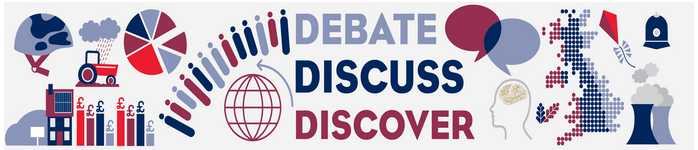 DEBATE
DISCUSS
DISCOVER
£ £ £ £ £ £ £